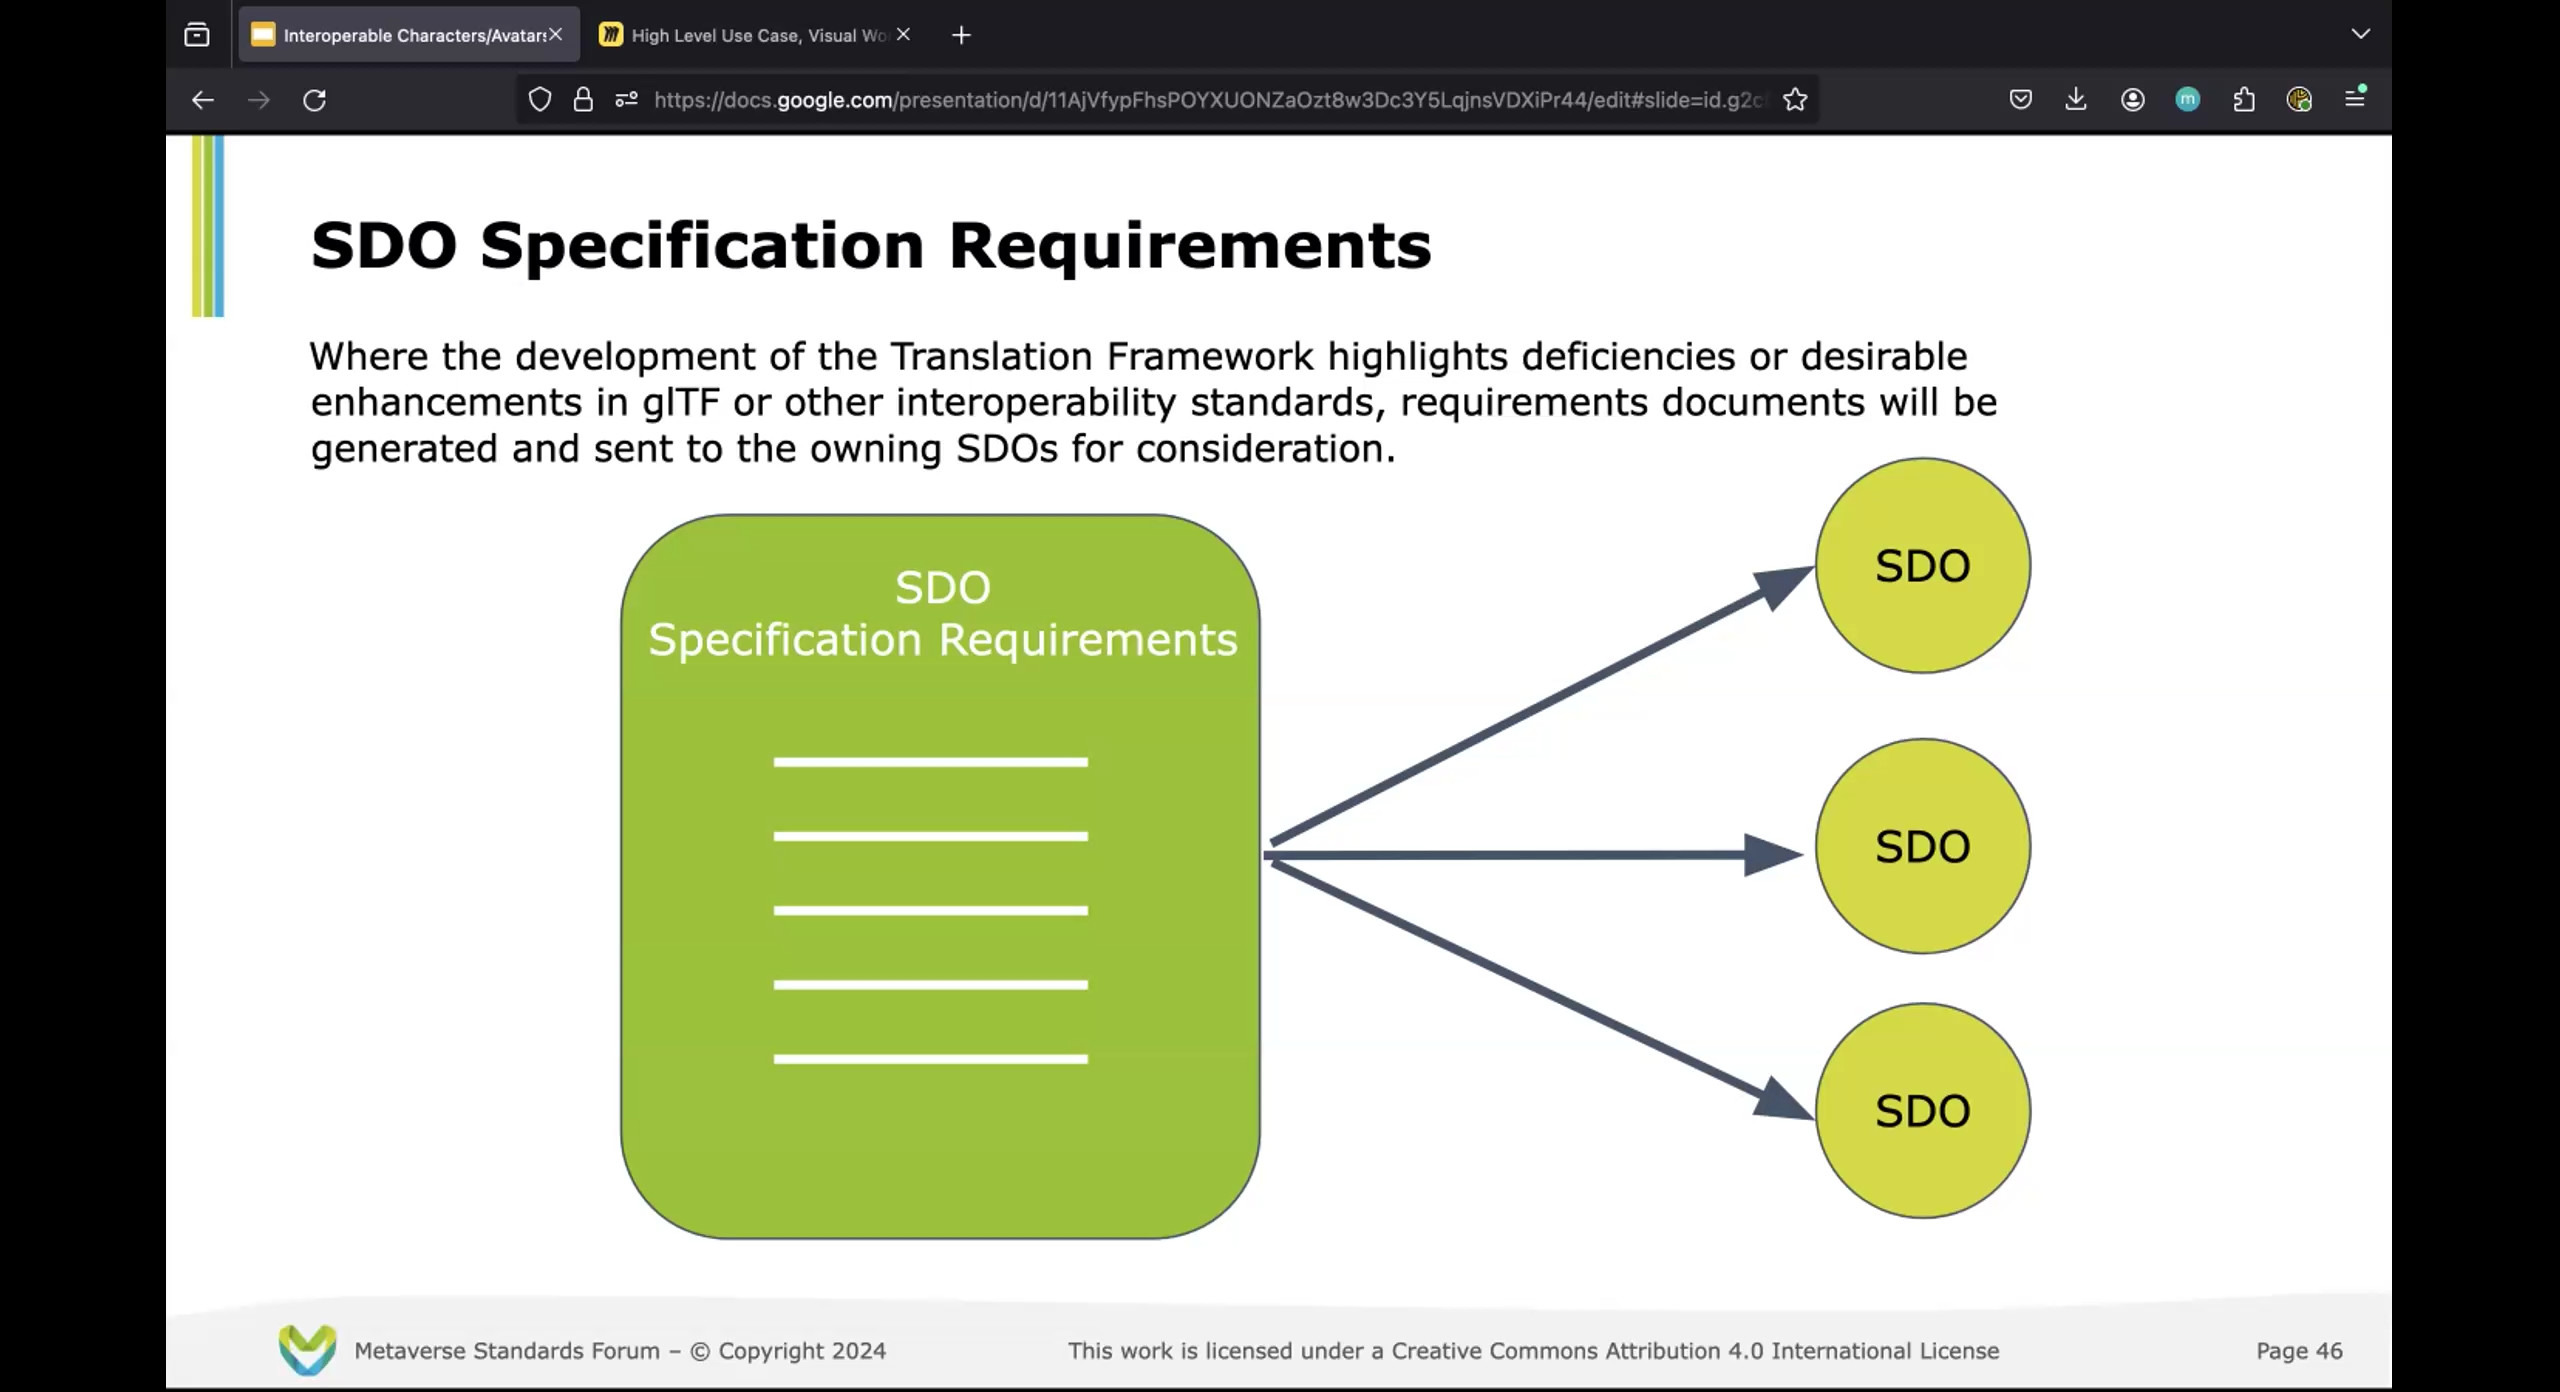 Interoperable Characters/Avatars
High Level Use Case, Visual Wo
https://docs.google.com/presentation/d/11AjVfypFhsPOYXUONZaOzt8w3Dc3Y5LqjnsVDXiPr44/edit#slide=id.g2c
m
SDO Specification Requirements
Where the development of the Translation Framework highlights deficiencies or desirable
enhancements in glTF or other interoperability standards, requirements documents will be
generated and sent to the owning SDOs for consideration.
SDO
Specification Requirements
SDO
SDO
SDO
Metaverse Standards Forum – © Copyright 2024
This work is licensed under a Creative Commons Attribution 4.0 International License
Page 46